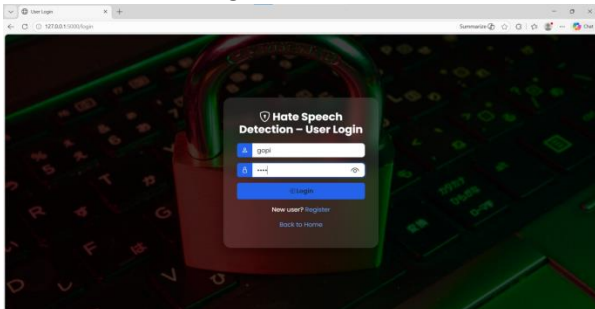 User Login
127.0.0.1:5000/login
Summarize
Chat
Hate Speech
Detection – User Login
gopi
••••
Login
New user? Register
Back to Home